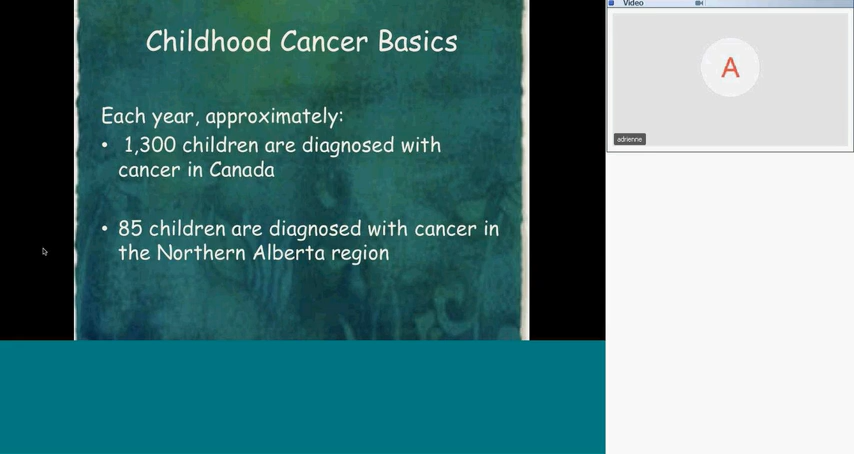 Childhood Cancer Basics
Each year, approximately:
• 1,300 children are diagnosed with
cancer in Canada
• 85 children are diagnosed with cancer in
the Northern Alberta region
Video
A
adrienne